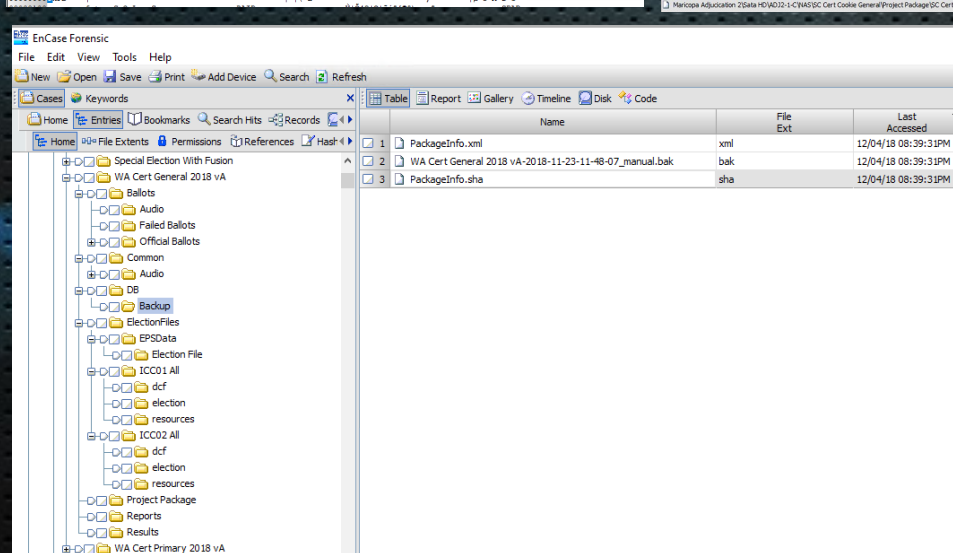 Maricopa Adjucication 2\Sata HD\ADJ2-1-C\NAS\SC Cert Cookie General\Project Package\SC Cert
EnCase Forensic
File Edit View Tools Help
New Open Save Print Add Device Search Refresh
Cases Keywords
Home Entries Bookmarks Search Hits Records
Home File Extents Permissions References Hash
Special Election With Fusion
WA Cert General 2018 vA
Ballots
Audio
Failed Ballots
Official Ballots
Common
Audio
DB
Backup
ElectionFiles
EPSData
Election File
ICC01 All
dcf
election
resources
ICC02 All
dcf
election
resources
Project Package
Reports
Results
WA Cert Primary 2018 vA
Table Report Gallery Timeline Disk Code
Name File Ext Last Accessed
1 PackageInfo.xml xml 12/04/18 08:39:31PM
2 WA Cert General 2018 vA-2018-11-23-11-48-07_manual.bak bak 12/04/18 08:39:31PM
3 PackageInfo.sha sha 12/04/18 08:39:31PM